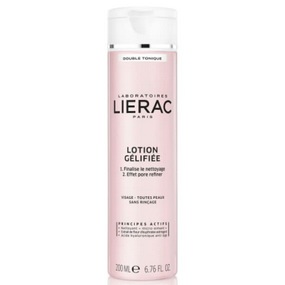 DOUBLE TONIQUE
LABORATOIRES
LIERAC
PARIS
LOTION
GÉLIFIÉE
1. Finalise le nettoyage
2. Effet pore refiner
VISAGE - TOUTES PEAUX
SANS RINÇAGE
PRINCIPES ACTIFS
200 ML ℮ 6.76 FL. OZ